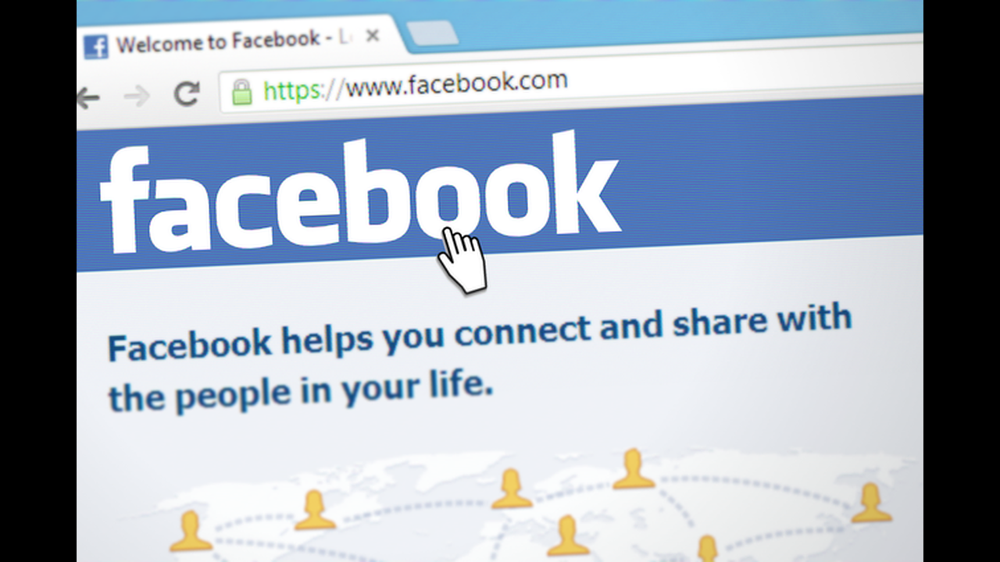 Welcome to Facebook - L
https://www.facebook.com
facebook
Facebook helps you connect and share with
the people in your life.